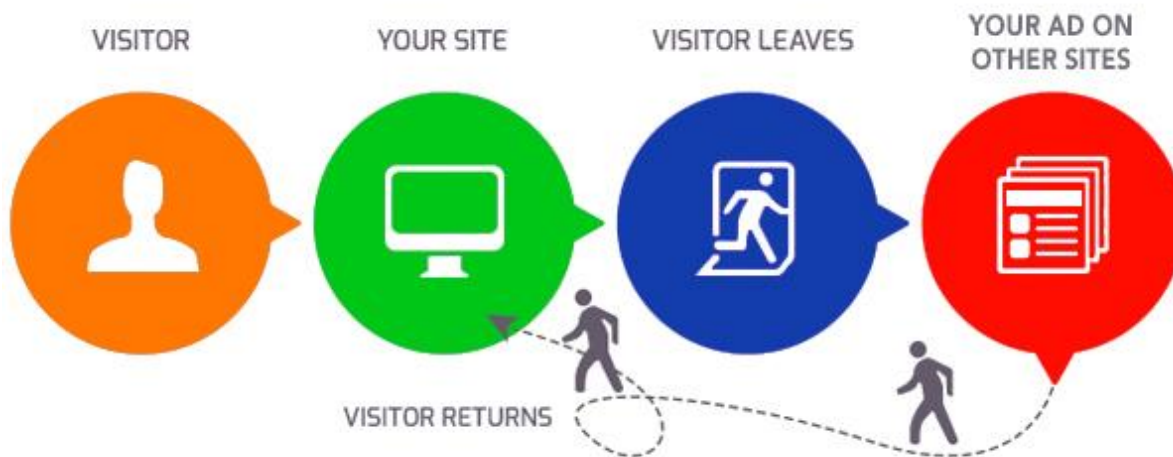 VISITOR
YOUR SITE
VISITOR LEAVES
YOUR AD ON
OTHER SITES
VISITOR RETURNS